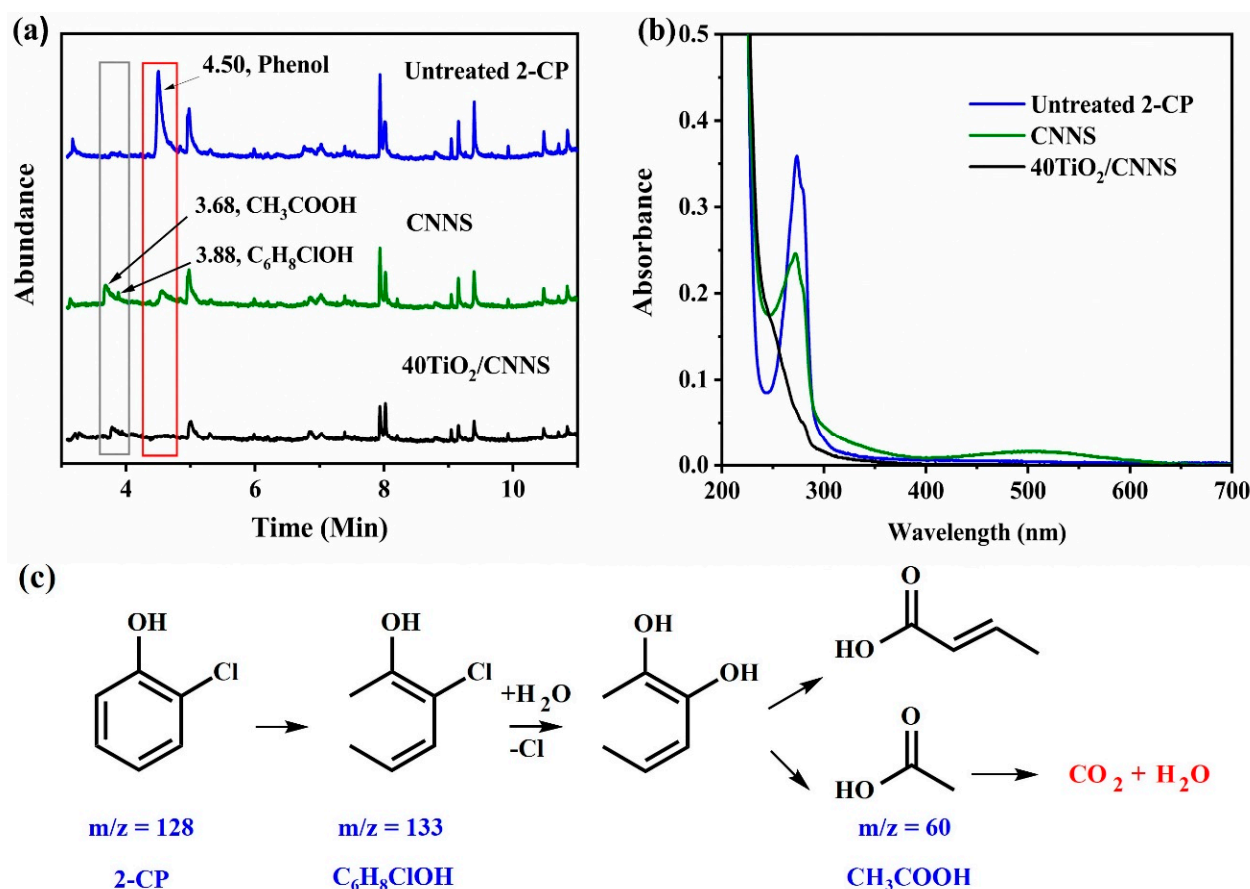 (a)
4.50, Phenol
Untreated 2-CP
3.68, CH₃COOH
CNNS
3.88, C₆H₈ClOH
40TiO₂/CNNS
Abundance
4 6 8 10
Time (Min)
(b)
0.5
0.4
0.3
0.2
0.1
0.0
Absorbance
Untreated 2-CP
CNNS
40TiO₂/CNNS
200 300 400 500 600 700
Wavelength (nm)
(c)
OH
Cl
OH
Cl
+H₂O
-Cl
OH
OH
O
HO
O
HO
CO₂ + H₂O
m/z = 128
m/z = 133
m/z = 60
2-CP
C₆H₈ClOH
CH₃COOH